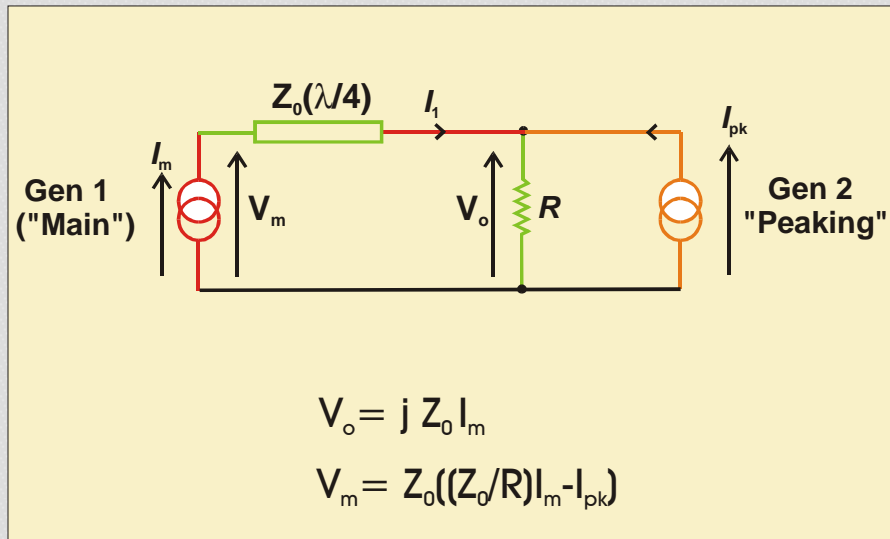 Z₀(λ/4)
I₁
Iₘ
Iₚₖ
Gen 1
("Main")
Vₘ
Vₒ
R
Gen 2
"Peaking"
Vₒ= j Z₀ Iₘ
Vₘ= Z₀((Z₀/R)Iₘ-Iₚₖ)